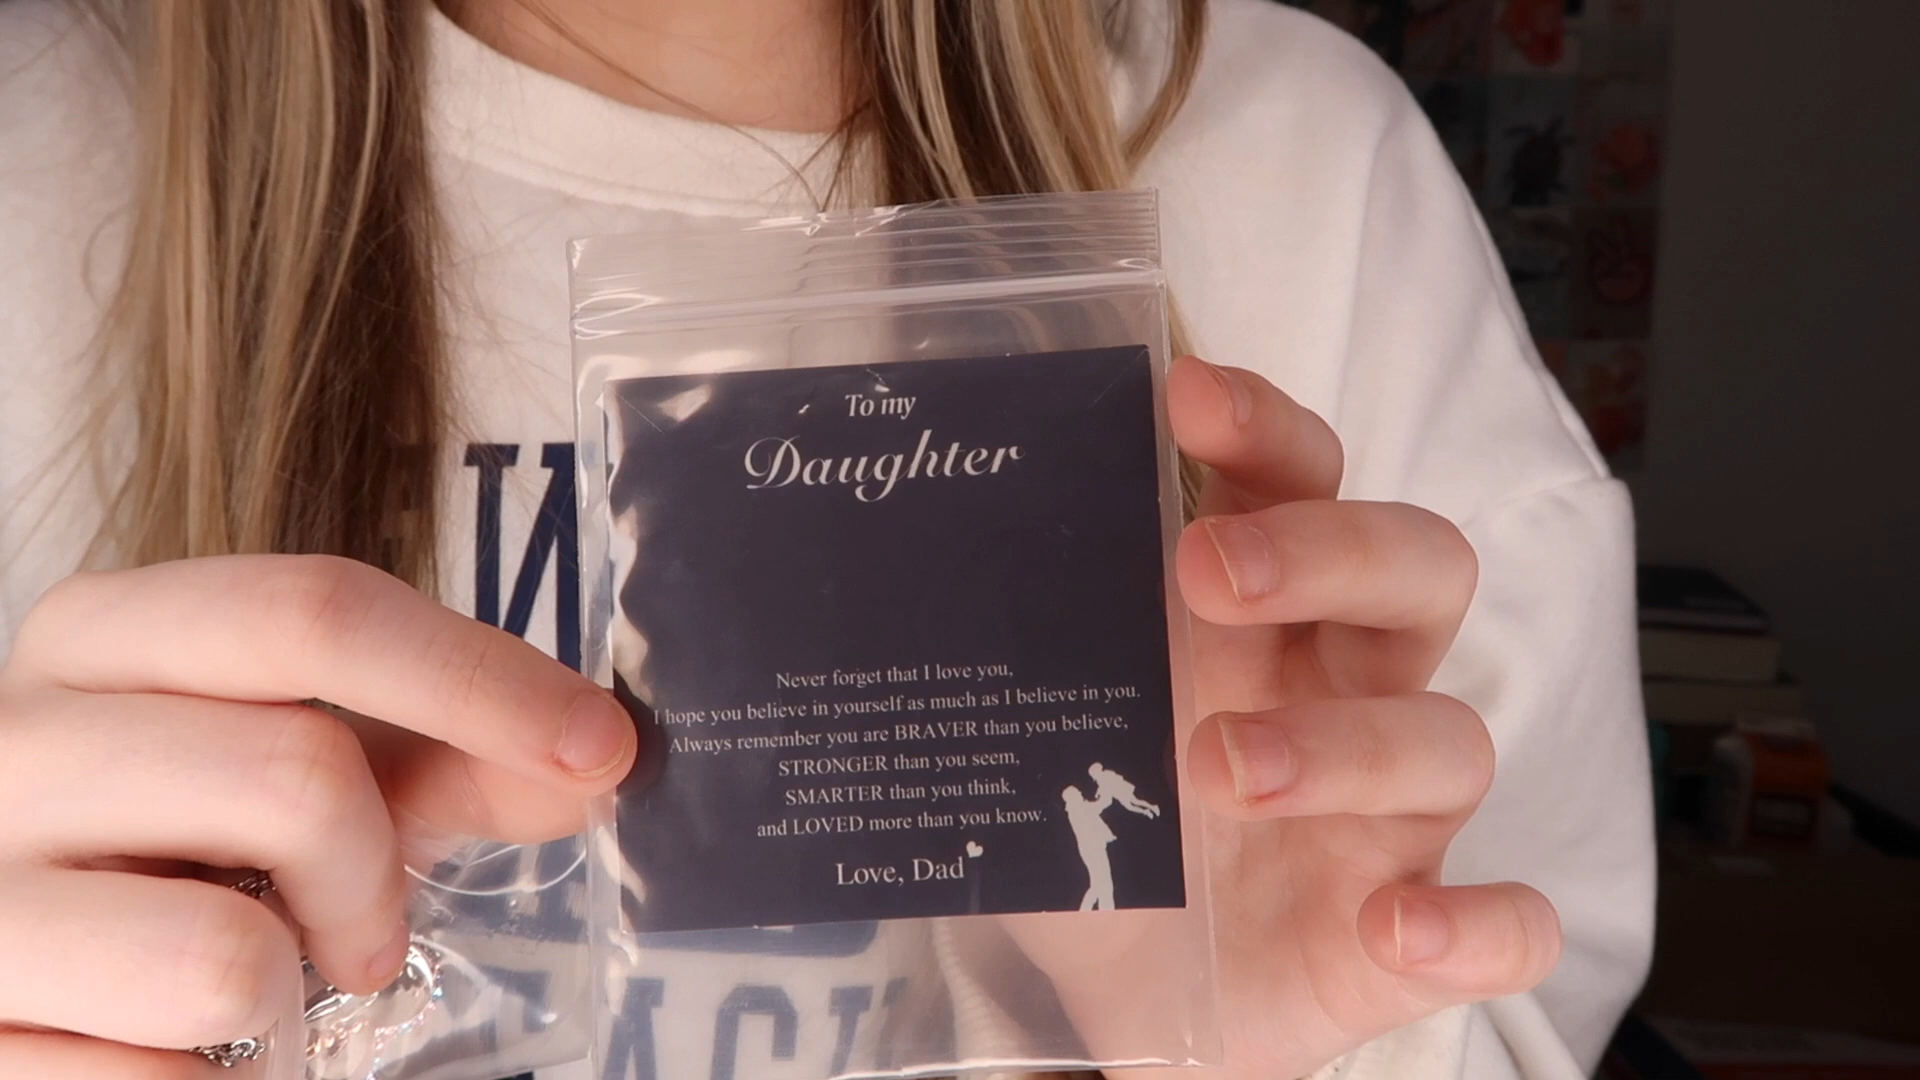 To my
Daughter
Never forget that I love you,
I hope you believe in yourself as much as I believe in you.
Always remember you are BRAVER than you believe,
STRONGER than you seem,
SMARTER than you think,
and LOVED more than you know.
Love, Dad